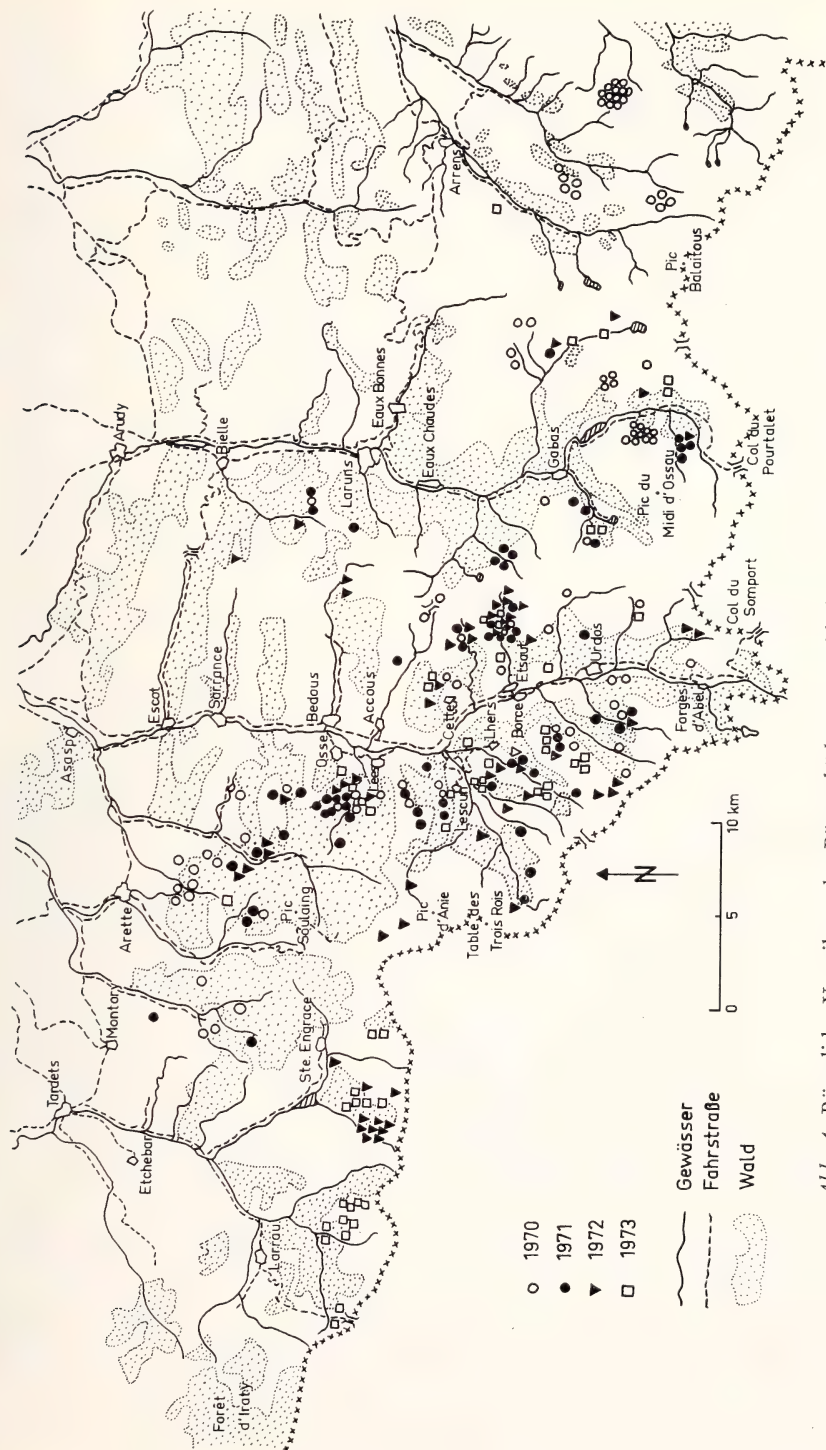 Forêt
d'Iraty
Larrau
Tardets
Etchebar
Montor
Ste. Engrace
Arette
Pic
Soulaing
Asasp
Escot
Sarrance
Osse
Bedous
Lées
Accous
Pic
d'Anie
Table des
Trois Rois
Lescun
Cette
Lhers
Borce
Etsaut
Urdos
Forges
d'Abel
Col du
Somport
Arudy
Bielle
Laruns
Eaux Bonnes
Eaux Chaudes
Gabas
Pic du
Midi d'Ossau
Col du
Pourtalet
Arrens
Pic
Balaitous
1970
1971
1972
1973
Gewässer
Fahrstraße
Wald
0 5 10 km
N